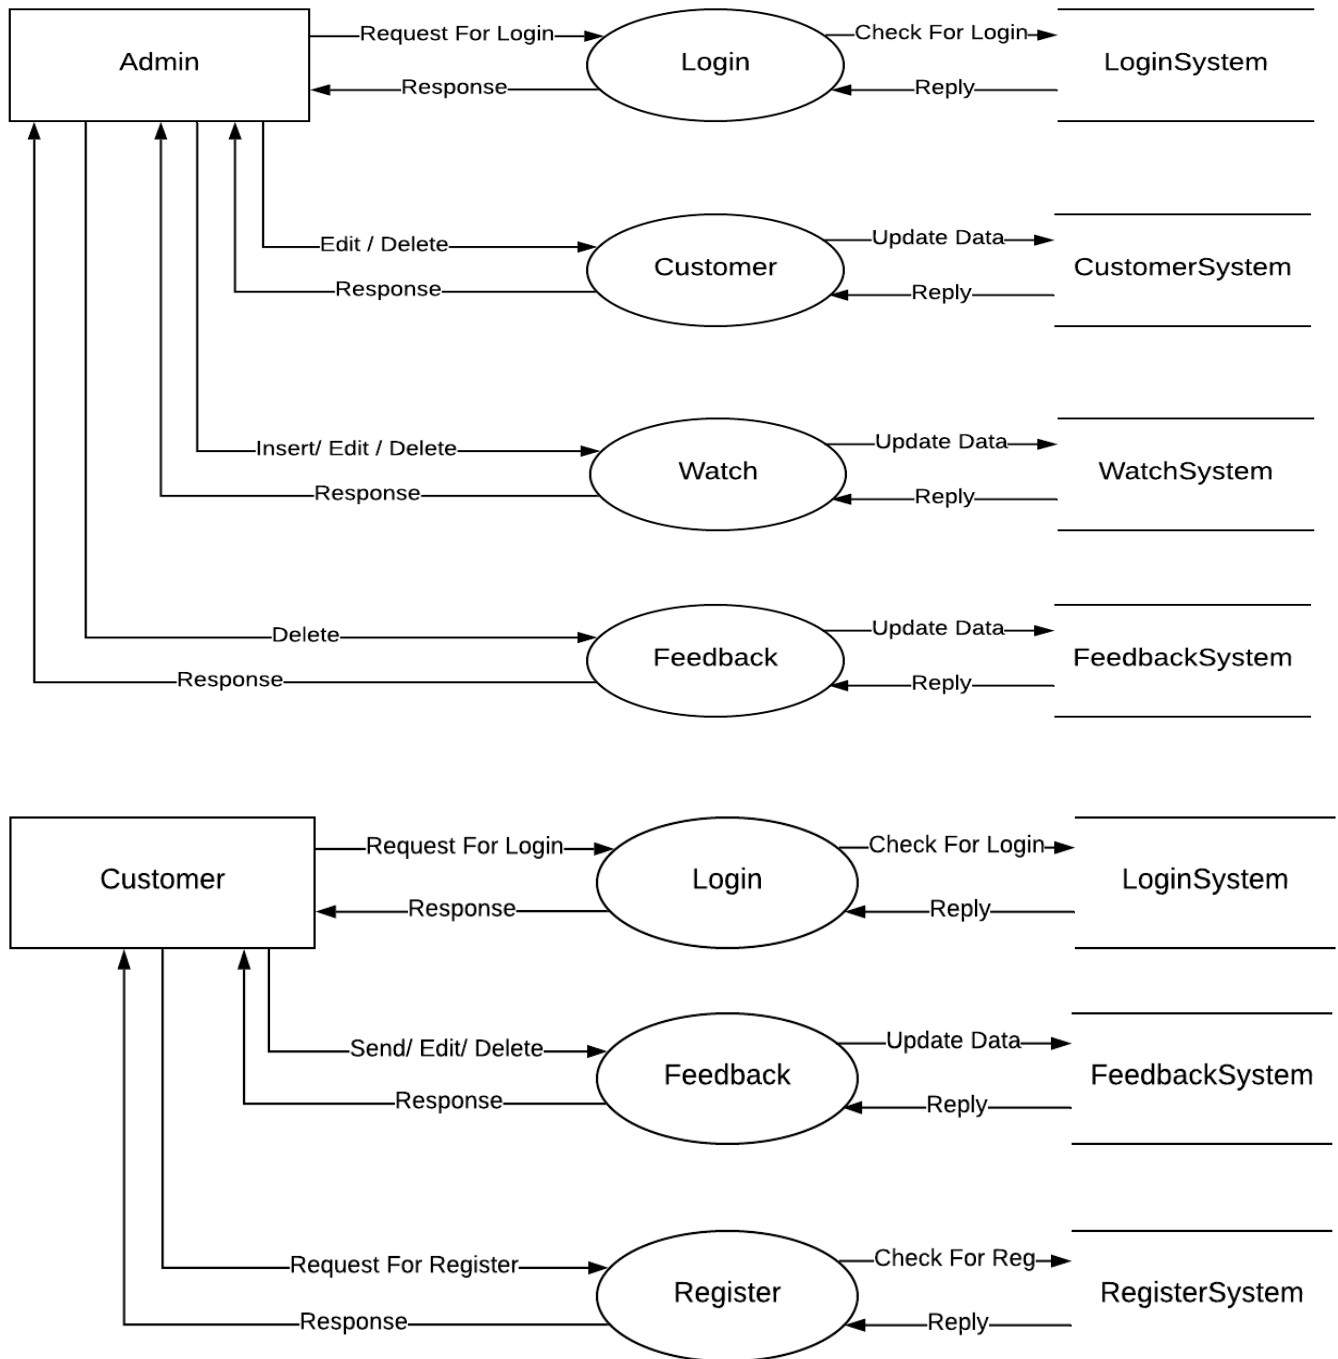 Admin
Request For Login
Login
Check For Login
LoginSystem
Response
Reply
Edit / Delete
Customer
Update Data
CustomerSystem
Response
Reply
Insert/ Edit / Delete
Watch
Update Data
WatchSystem
Response
Reply
Delete
Feedback
Update Data
FeedbackSystem
Response
Reply
Customer
Request For Login
Login
Check For Login
LoginSystem
Response
Reply
Send/ Edit/ Delete
Feedback
Update Data
FeedbackSystem
Response
Reply
Request For Register
Register
Check For Reg
RegisterSystem
Response
Reply